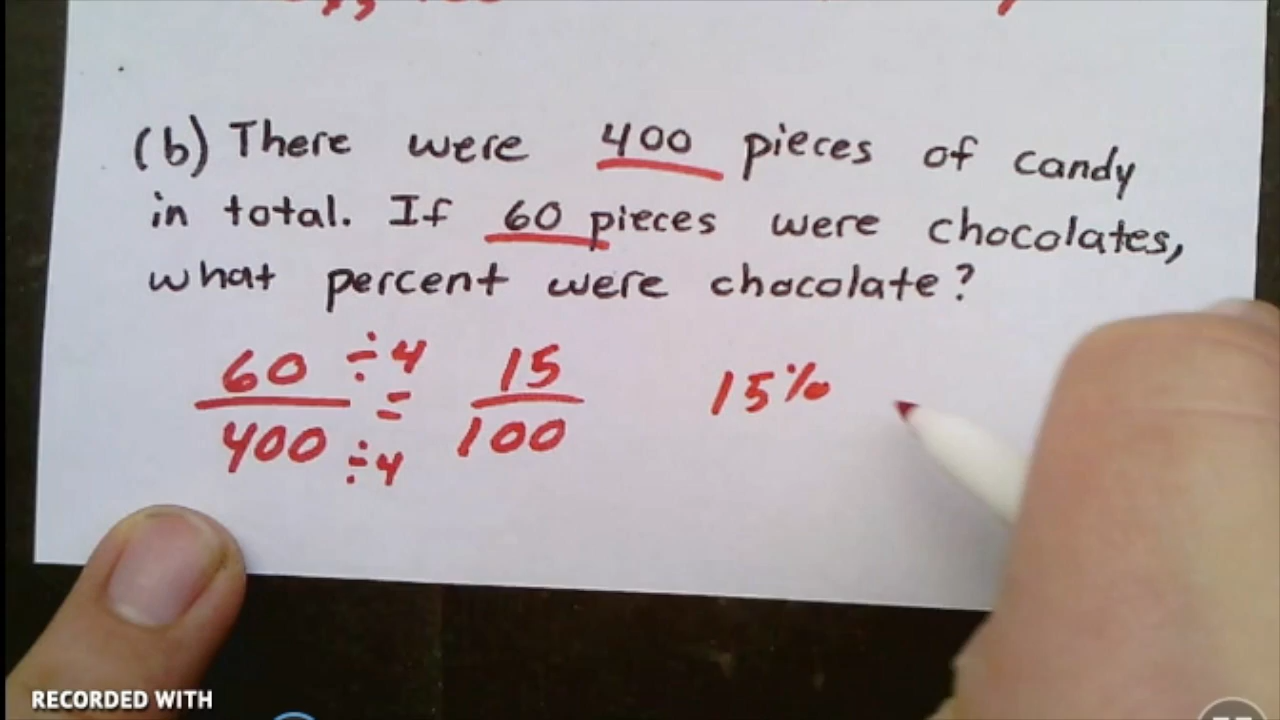 (b) There were 400 pieces of candy
in total. If 60 pieces were chocolates,
what percent were chocolate?
60 ÷4 = 15 15%
400 ÷4 100
RECORDED WITH